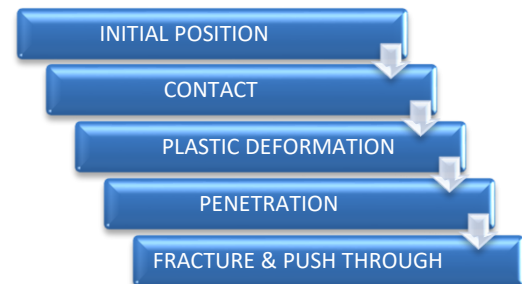 INITIAL POSITION
CONTACT
PLASTIC DEFORMATION
PENETRATION
FRACTURE & PUSH THROUGH